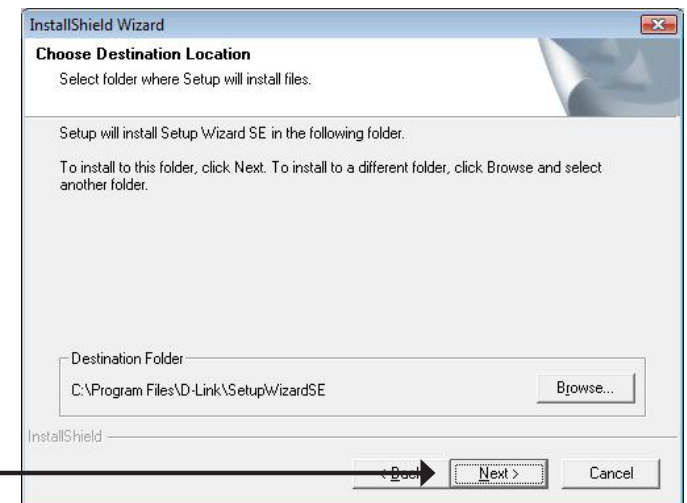 InstallShield Wizard
Choose Destination Location
Select folder where Setup will install files.
Setup will install Setup Wizard SE in the following folder.
To install to this folder, click Next. To install to a different folder, click Browse and select
another folder.
Destination Folder
C:\Program Files\D-Link\SetupWizardSE
Browse...
InstallShield
< Back
Next >
Cancel